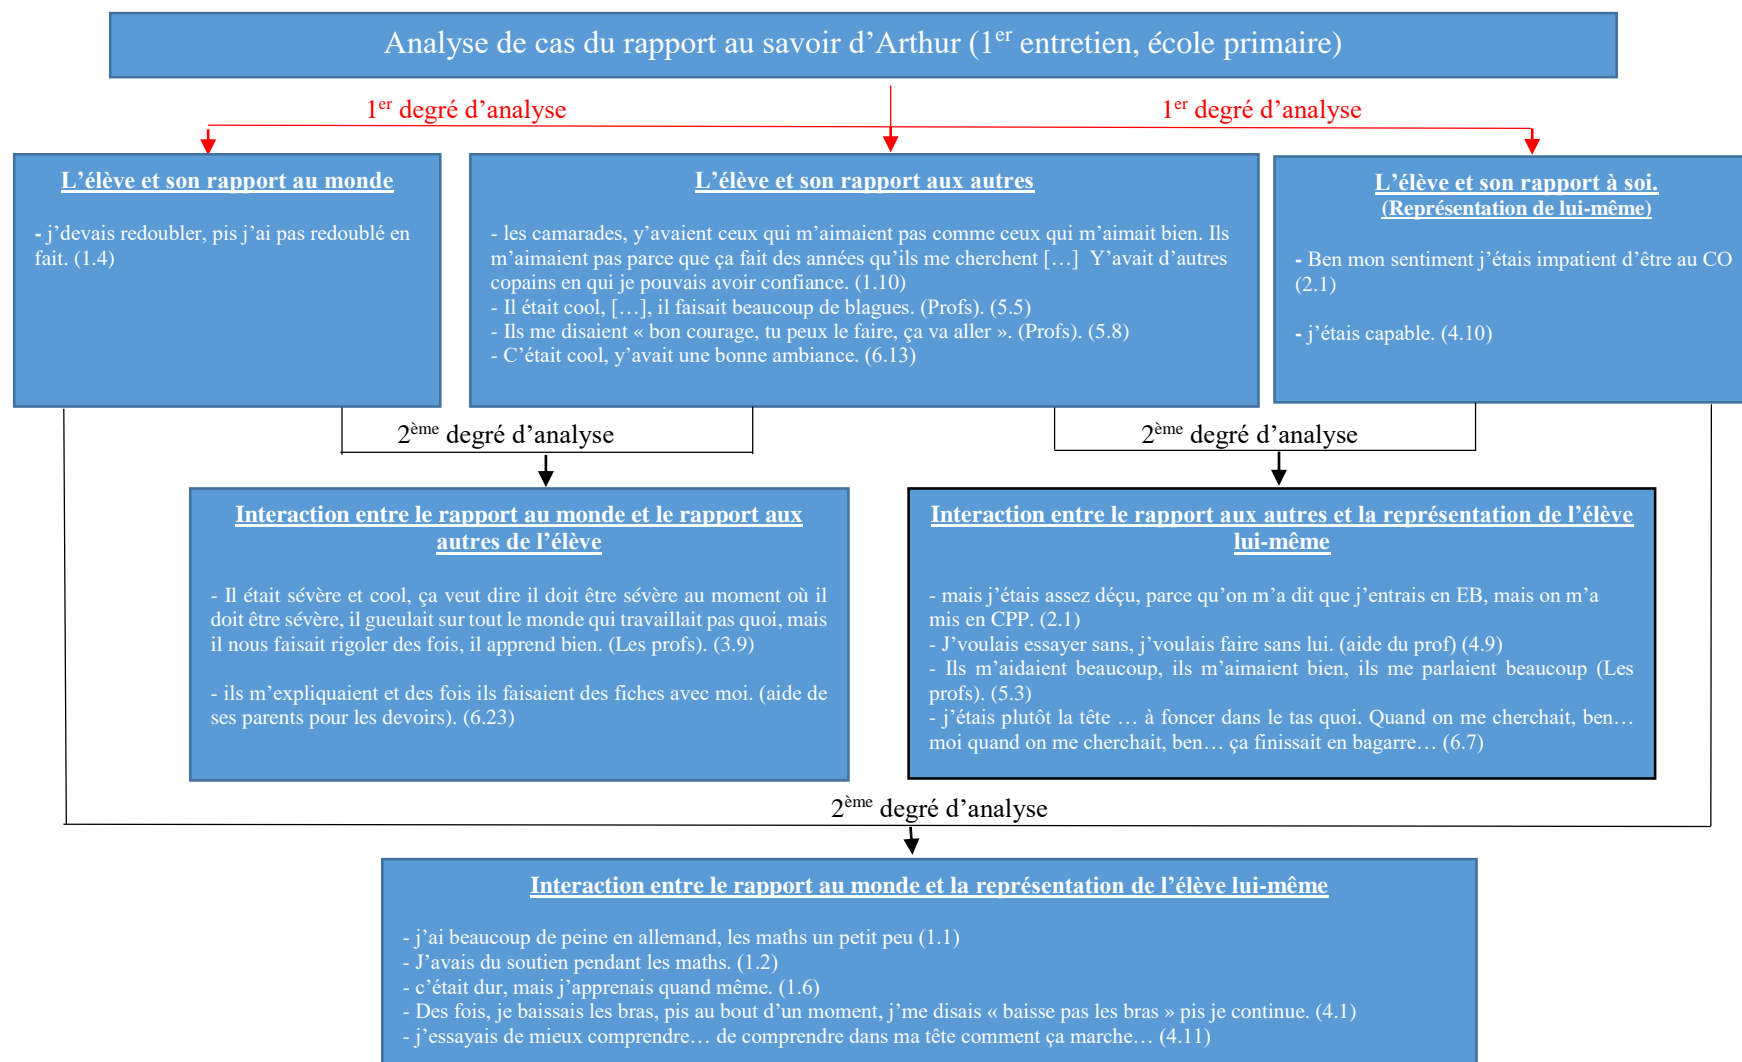 Analyse de cas du rapport au savoir d’Arthur (1er entretien, école primaire)
1er degré d’analyse
1er degré d’analyse
L’élève et son rapport au monde
- j’devais redoubler, pis j’ai pas redoublé en
fait. (1.4)
L’élève et son rapport aux autres
- les camarades, y’avaient ceux qui m’aimaient pas comme ceux qui m’aimait bien. Ils
m’aimaient pas parce que ça fait des années qu’ils me cherchent […] Y’avait d’autres
copains en qui je pouvais avoir confiance. (1.10)
- Il était cool, […], il faisait beaucoup de blagues. (Profs). (5.5)
- Ils me disaient « bon courage, tu peux le faire, ça va aller ». (Profs). (5.8)
- C’était cool, y’avait une bonne ambiance. (6.13)
L’élève et son rapport à soi.
(Représentation de lui-même)
- Ben mon sentiment j’étais impatient d’être au CO
(2.1)
- j’étais capable. (4.10)
2ème degré d’analyse
2ème degré d’analyse
Interaction entre le rapport au monde et le rapport aux
autres de l’élève
- Il était sévère et cool, ça veut dire il doit être sévère au moment où il
doit être sévère, il gueulait sur tout le monde qui travaillait pas quoi, mais
il nous faisait rigoler des fois, il apprend bien. (Les profs). (3.9)
- ils m’expliquaient et des fois ils faisaient des fiches avec moi. (aide de
ses parents pour les devoirs). (6.23)
Interaction entre le rapport aux autres et la représentation de l’élève
lui-même
- mais j’étais assez déçu, parce qu’on m’a dit que j’entrais en EB, mais on m’a
mis en CPP. (2.1)
- J’voulais essayer sans, j’voulais faire sans lui. (aide du prof) (4.9)
- Ils m’aidaient beaucoup, ils m’aimaient bien, ils me parlaient beaucoup (Les
profs). (5.3)
- j’étais plutôt la tête … à foncer dans le tas quoi. Quand on me cherchait, ben…
moi quand on me cherchait, ben… ça finissait en bagarre… (6.7)
2ème degré d’analyse
Interaction entre le rapport au monde et la représentation de l’élève lui-même
- j’ai beaucoup de peine en allemand, les maths un petit peu (1.1)
- J’avais du soutien pendant les maths. (1.2)
- c’était dur, mais j’apprenais quand même. (1.6)
- Des fois, je baissais les bras, pis au bout d’un moment, j’me disais « baisse pas les bras » pis je continue. (4.1)
- j’essayais de mieux comprendre… de comprendre dans ma tête comment ça marche… (4.11)